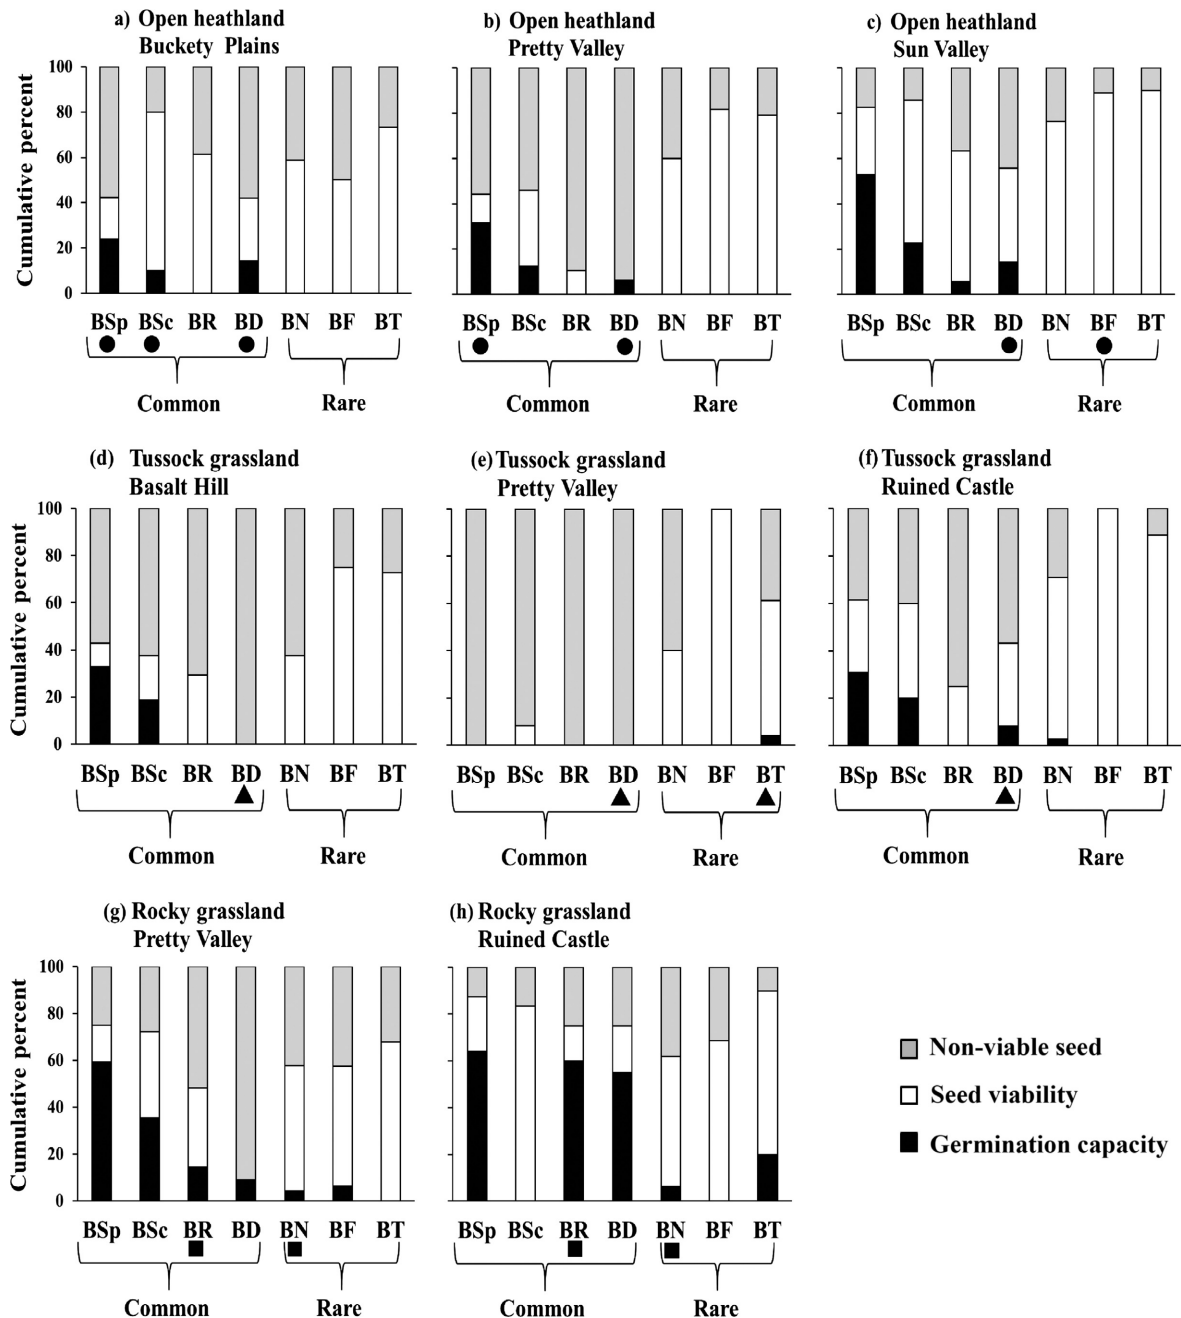 a) Open heathland
Buckety Plains
b) Open heathland
Pretty Valley
c) Open heathland
Sun Valley
Cumulative percent
100
80
60
40
20
0
BSp BSc BR BD BN BF BT
BSp BSc BR BD BN BF BT
BSp BSc BR BD BN BF BT
Common Rare
Common Rare
Common Rare
(d) Tussock grassland
Basalt Hill
(e) Tussock grassland
Pretty Valley
(f) Tussock grassland
Ruined Castle
Cumulative percent
100
80
60
40
20
0
BSp BSc BR BD BN BF BT
BSp BSc BR BD BN BF BT
BSp BSc BR BD BN BF BT
Common Rare
Common Rare
Common Rare
(g) Rocky grassland
Pretty Valley
(h) Rocky grassland
Ruined Castle
Cumulative percent
100
80
60
40
20
0
BSp BSc BR BD BN BF BT
BSp BSc BR BD BN BF BT
Common Rare
Common Rare
Non-viable seed
Seed viability
Germination capacity